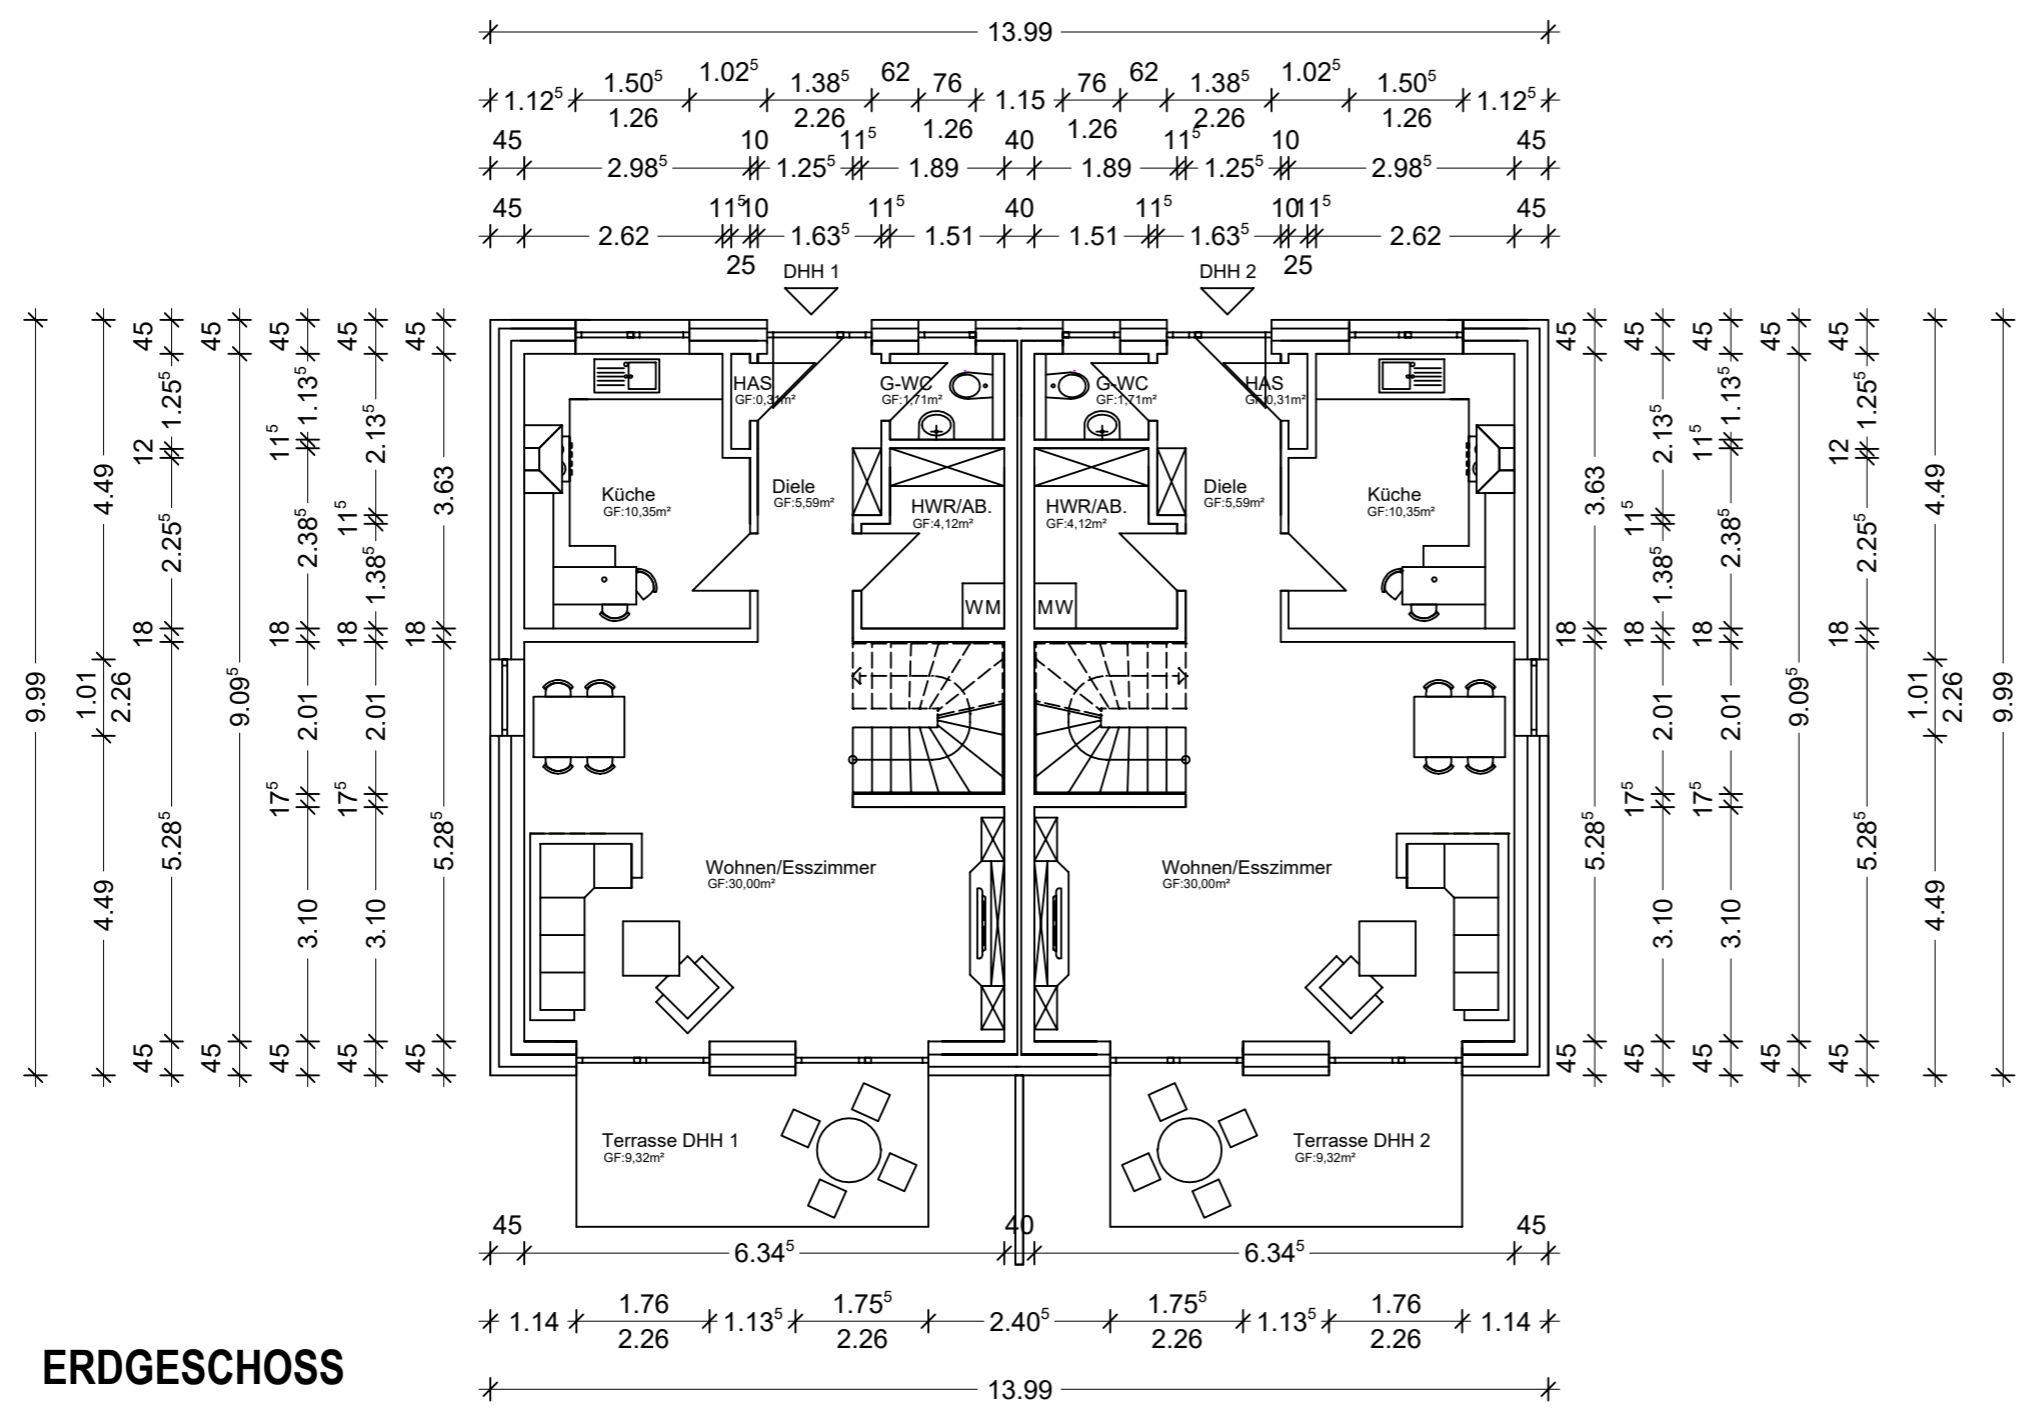 13.99
1.12⁵ 1.50⁵ 1.02⁵ 1.38⁵ 62 76 1.15 76 62 1.38⁵ 1.02⁵ 1.50⁵ 1.12⁵
1.26 2.26 1.26 1.26 2.26 1.26
45 2.98⁵ 10 1.25⁵ 11⁵ 1.89 40 1.89 11⁵ 1.25⁵ 10 2.98⁵ 45
45 2.62 11⁵ 10 1.63⁵ 11⁵ 1.51 40 1.51 11⁵ 1.63⁵ 10 11⁵ 2.62 45
25 25
DHH 1 DHH 2
9.99
4.49 1.01 2.26 4.49
45 1.25⁵ 12 2.25⁵ 18 5.28⁵ 45
45 9.09⁵ 45
45 1.13⁵ 11⁵ 2.38⁵ 18 2.01 17⁵ 3.10 45
45 2.13⁵ 11⁵ 1.38⁵ 18 2.01 17⁵ 3.10 45
45 3.63 18 5.28⁵ 45
HAS
GF:0,31m²
G-WC
GF:1,71m²
G-WC
GF:1,71m²
HAS
GF:0,31m²
Küche
GF:10,35m²
Diele
GF:5,59m²
HWR/AB.
GF:4,12m²
HWR/AB.
GF:4,12m²
Diele
GF:5,59m²
Küche
GF:10,35m²
WM MW
Wohnen/Esszimmer
GF:30,00m²
Wohnen/Esszimmer
GF:30,00m²
45 3.63 18 5.28⁵ 45
45 2.13⁵ 11⁵ 1.38⁵ 18 2.01 17⁵ 3.10 45
45 1.13⁵ 11⁵ 2.38⁵ 18 2.01 17⁵ 3.10 45
45 9.09⁵ 45
45 1.25⁵ 12 2.25⁵ 18 5.28⁵ 45
4.49 1.01 2.26 4.49
9.99
Terrasse DHH 1
GF:9,32m²
Terrasse DHH 2
GF:9,32m²
45 6.34⁵ 40 6.34⁵ 45
1.14 1.76 1.13⁵ 1.75⁵ 2.40⁵ 1.75⁵ 1.13⁵ 1.76 1.14
2.26 2.26 2.26 2.26
13.99
ERDGESCHOSS